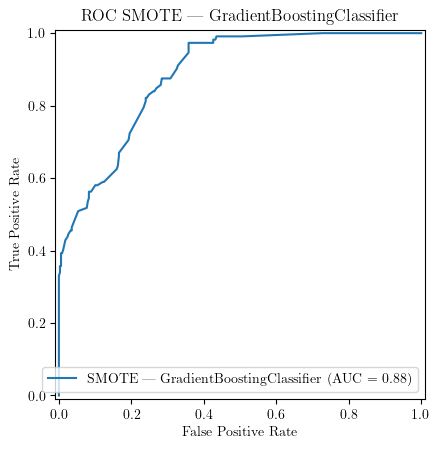 ROC SMOTE — GradientBoostingClassifier
1.0
0.8
0.6
0.4
0.2
0.0
True Positive Rate
SMOTE — GradientBoostingClassifier (AUC = 0.88)
0.0 0.2 0.4 0.6 0.8 1.0
False Positive Rate